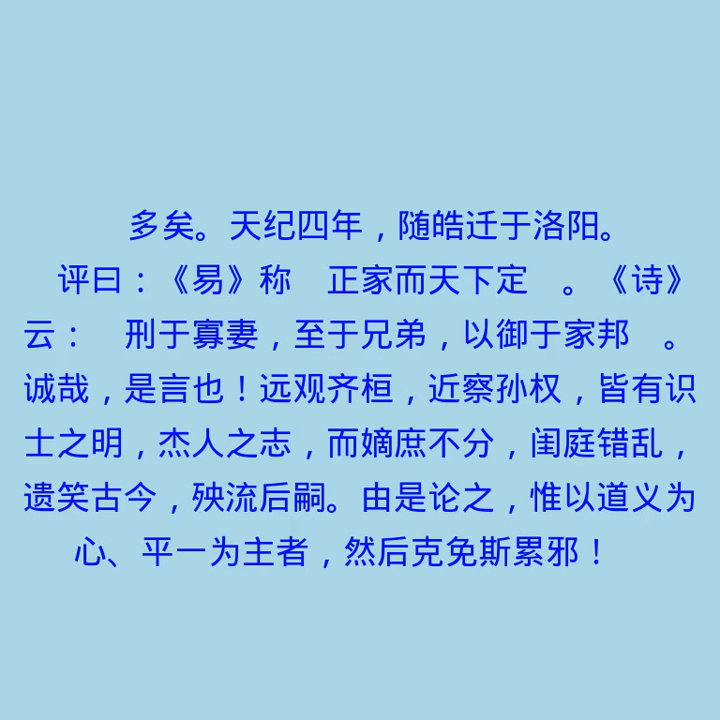 多矣。天纪四年，随皓迁于洛阳。
评曰：《易》称　正家而天下定　。《诗》
云：　刑于寡妻，至于兄弟，以御于家邦　。
诚哉，是言也！远观齐桓，近察孙权，皆有识
士之明，杰人之志，而嫡庶不分，闺庭错乱，
遗笑古今，殃流后嗣。由是论之，惟以道义为
心、平一为主者，然后克免斯累邪！